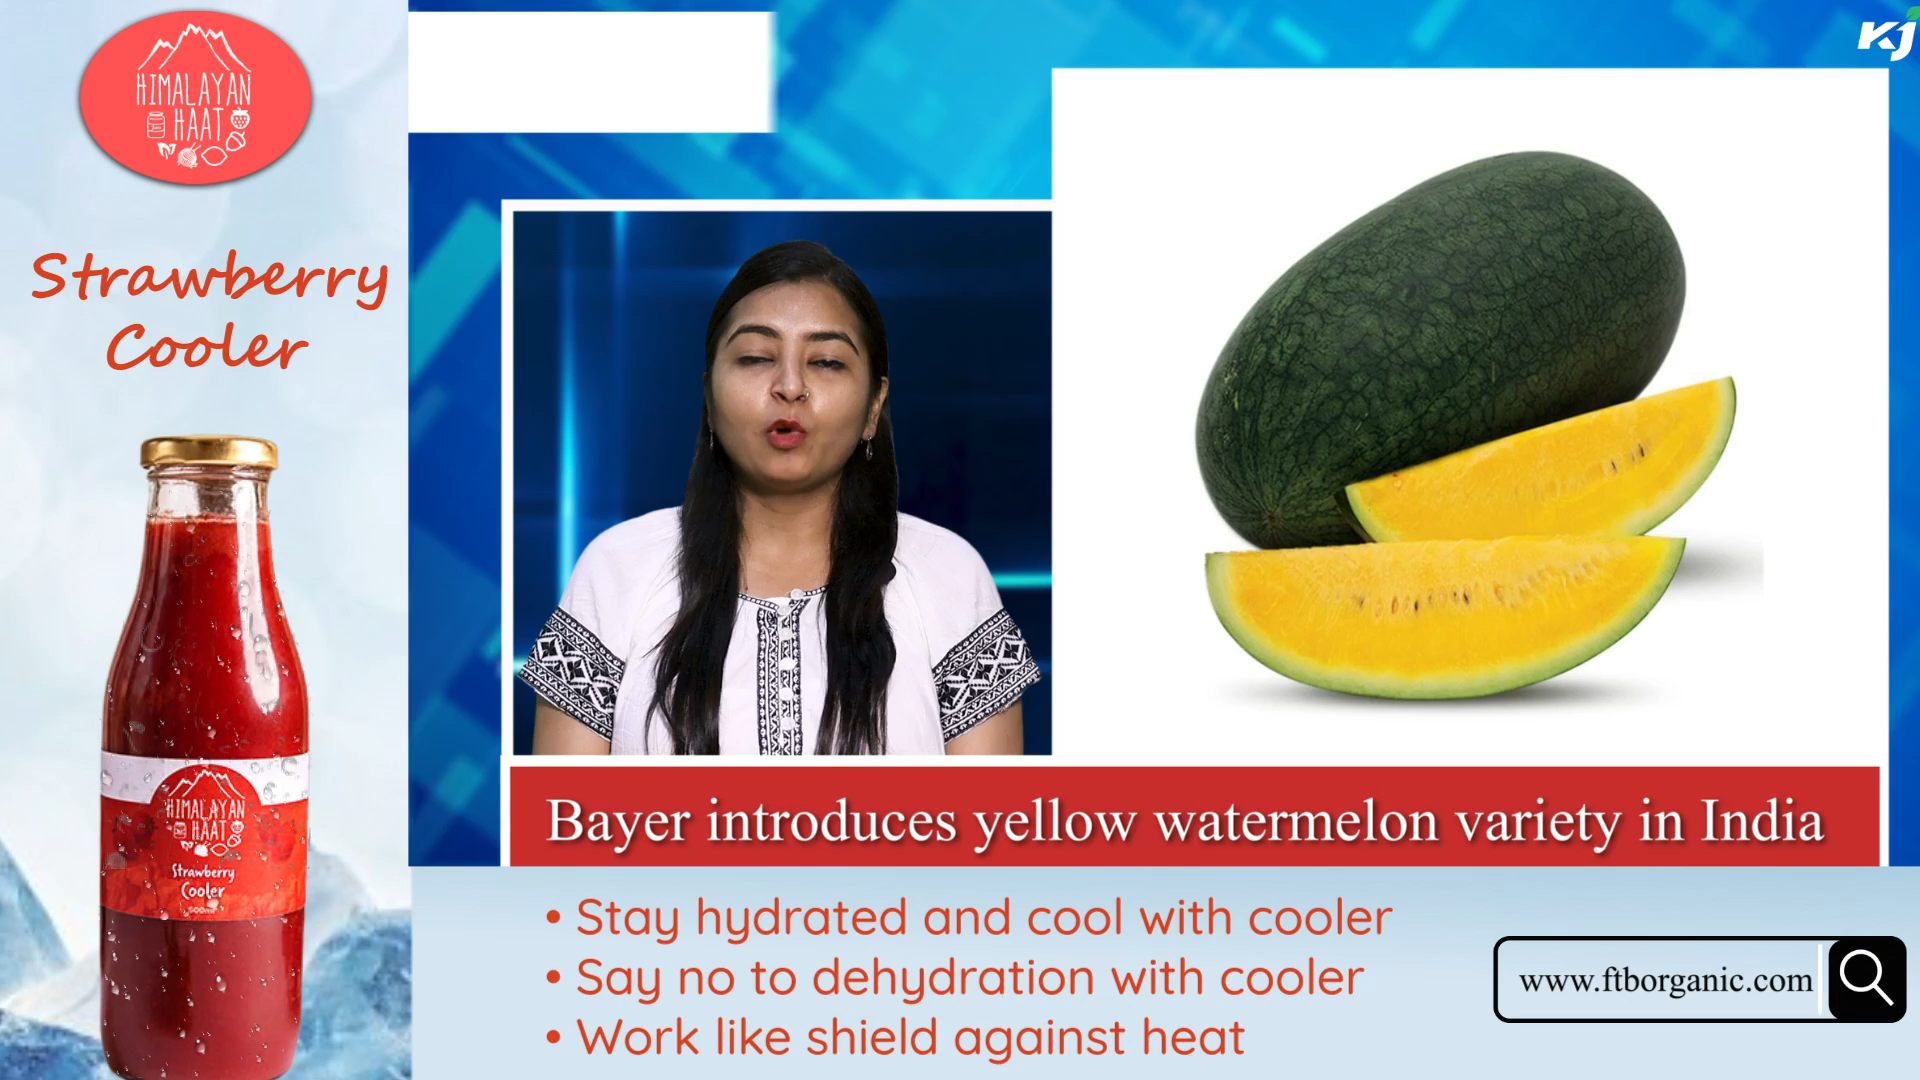 HIMALAYAN
HAAT
Strawberry
Cooler
HIMALAYAN
HAAT
Strawberry
Cooler
500ml
KJ
Bayer introduces yellow watermelon variety in India
• Stay hydrated and cool with cooler
• Say no to dehydration with cooler
• Work like shield against heat
www.ftborganic.com